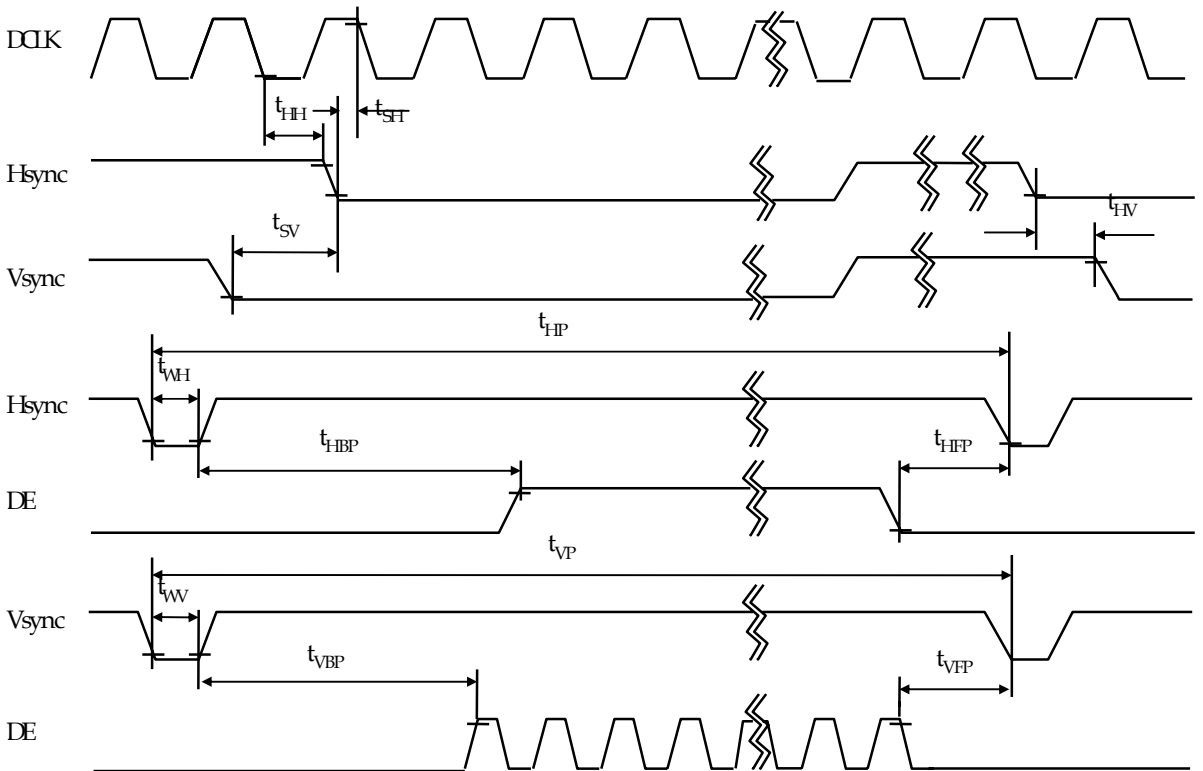 DCLK
tHH
tSH
Hsync
tHV
tSV
Vsync
tHP
tWH
Hsync
tHBP
tHFP
DE
tVP
tWV
Vsync
tVBP
tVFP
DE